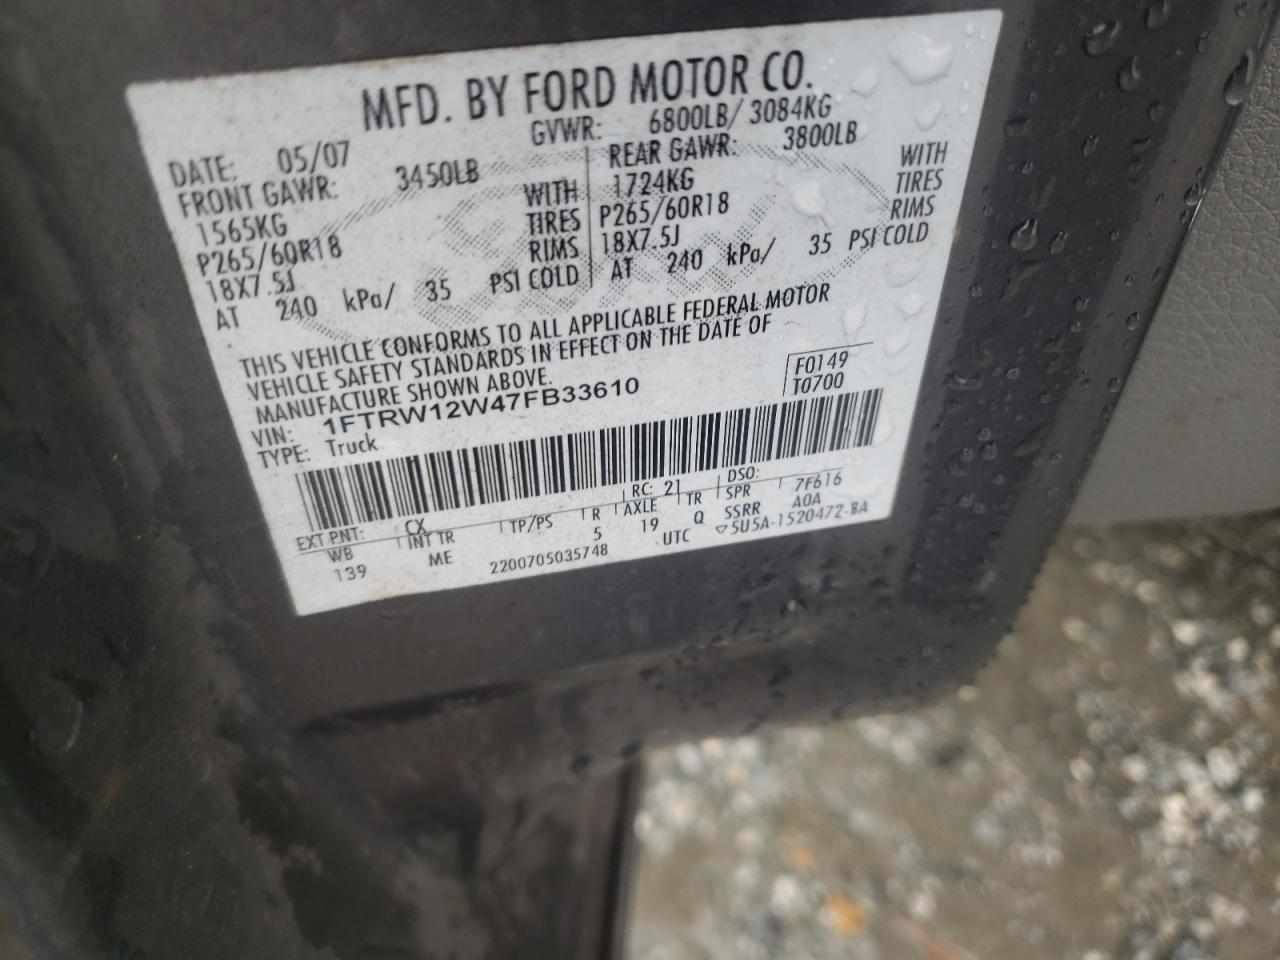 MFD. BY FORD MOTOR CO.
DATE: 05/07 GVWR: 6800LB/ 3084KG
FRONT GAWR: 3450LB
1565KG WITH
P265/60R18 TIRES
18X7.5J RIMS
AT 240 kPa/ 35 PSI COLD
REAR GAWR: 3800LB
1724KG WITH
P265/60R18 TIRES
18X7.5J RIMS
AT 240 kPa/ 35 PSI COLD
THIS VEHICLE CONFORMS TO ALL APPLICABLE FEDERAL MOTOR
VEHICLE SAFETY STANDARDS IN EFFECT ON THE DATE OF
MANUFACTURE SHOWN ABOVE.
VIN: 1FTRW12W47FB33610
TYPE: Truck
F0149
T0700
EXT PNT: CX RC: 21 DSO: 7F616
WB INT TR TP/PS R AXLE TR SPR A0A
139 ME 5 19 Q SSRR
2200705035748 UTC ▽5U5A-1520472-BA